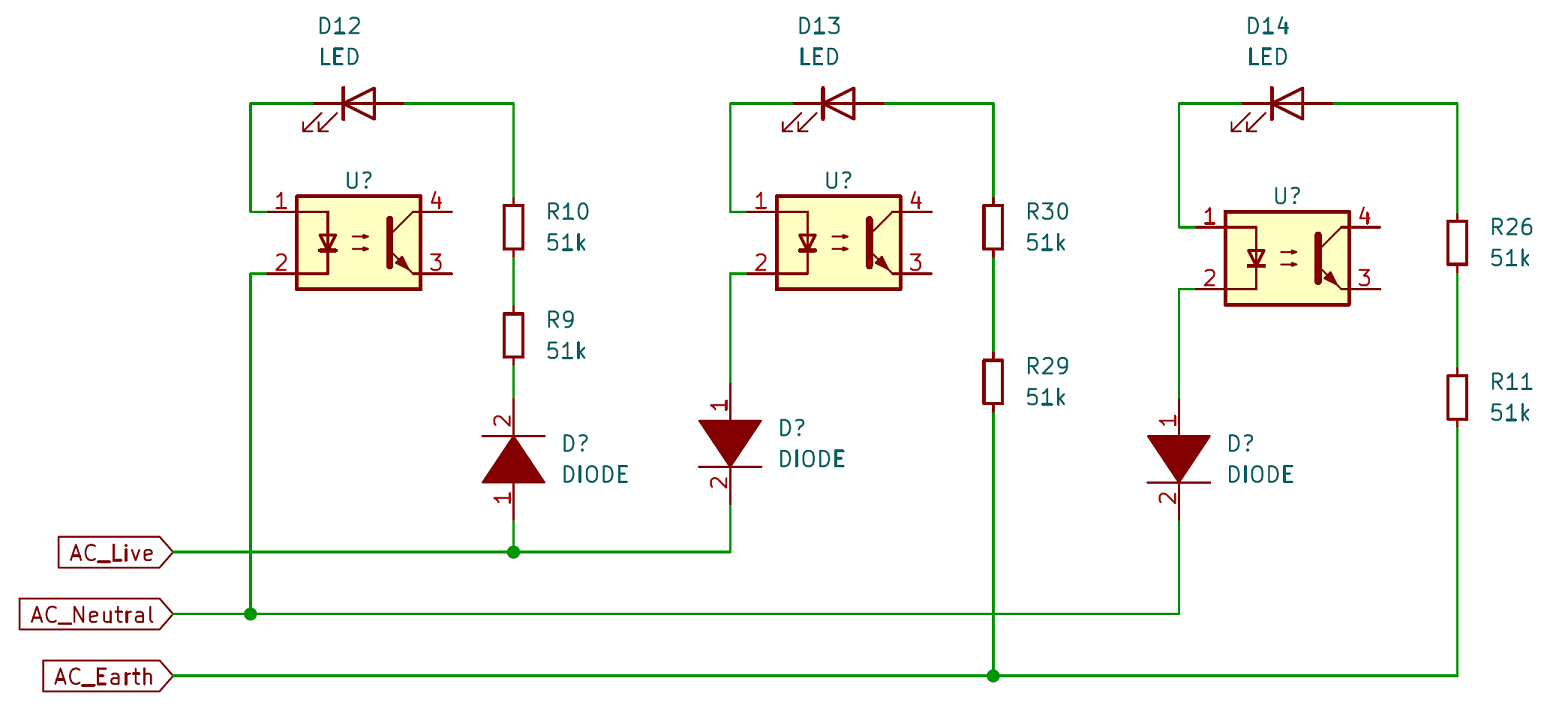 D12
LED
D13
LED
D14
LED
U?
1
2
4
3
R10
51k
R9
51k
2
D?
DIODE
1
U?
1
2
4
3
R30
51k
R29
51k
1
D?
DIODE
2
U?
1
2
4
3
R26
51k
R11
51k
1
D?
DIODE
2
AC_Live
AC_Neutral
AC_Earth